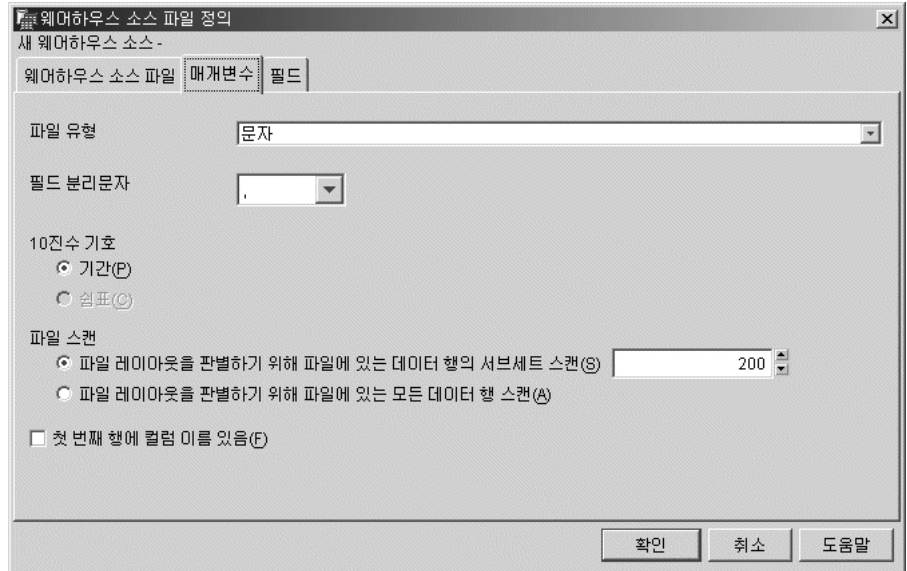 웨어하우스 소스 파일 정의
새 웨어하우스 소스 -
웨어하우스 소스 파일 매개변수 필드
파일 유형 문자
필드 분리문자 ,
10진수 기호
기간(P)
쉼표(C)
파일 스캔
파일 레이아웃을 판별하기 위해 파일에 있는 데이터 행의 서브세트 스캔(S) 200
파일 레이아웃을 판별하기 위해 파일에 있는 모든 데이터 행 스캔(A)
첫 번째 행에 컬럼 이름 있음(F)
확인 취소 도움말